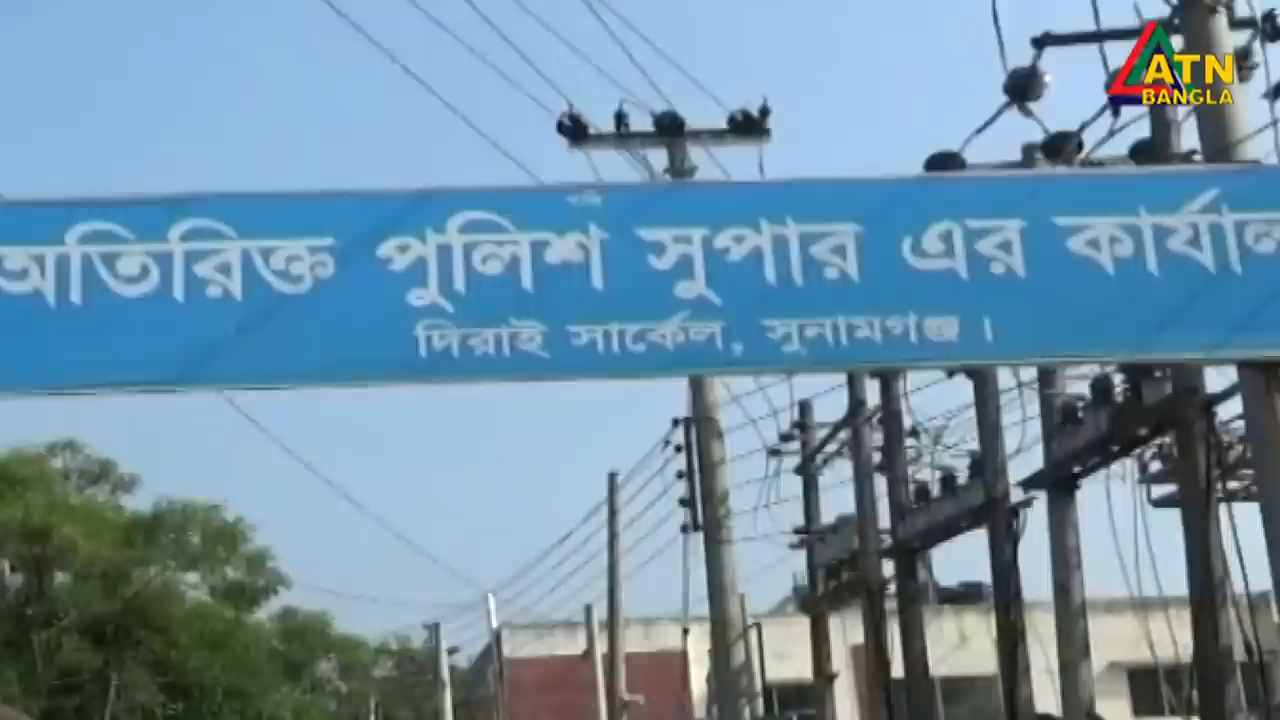 অতিরিক্ত পুলিশ সুপার এর কার্যাল
দিরাই সার্কেল, সুনামগঞ্জ।
ATN
BANGLA